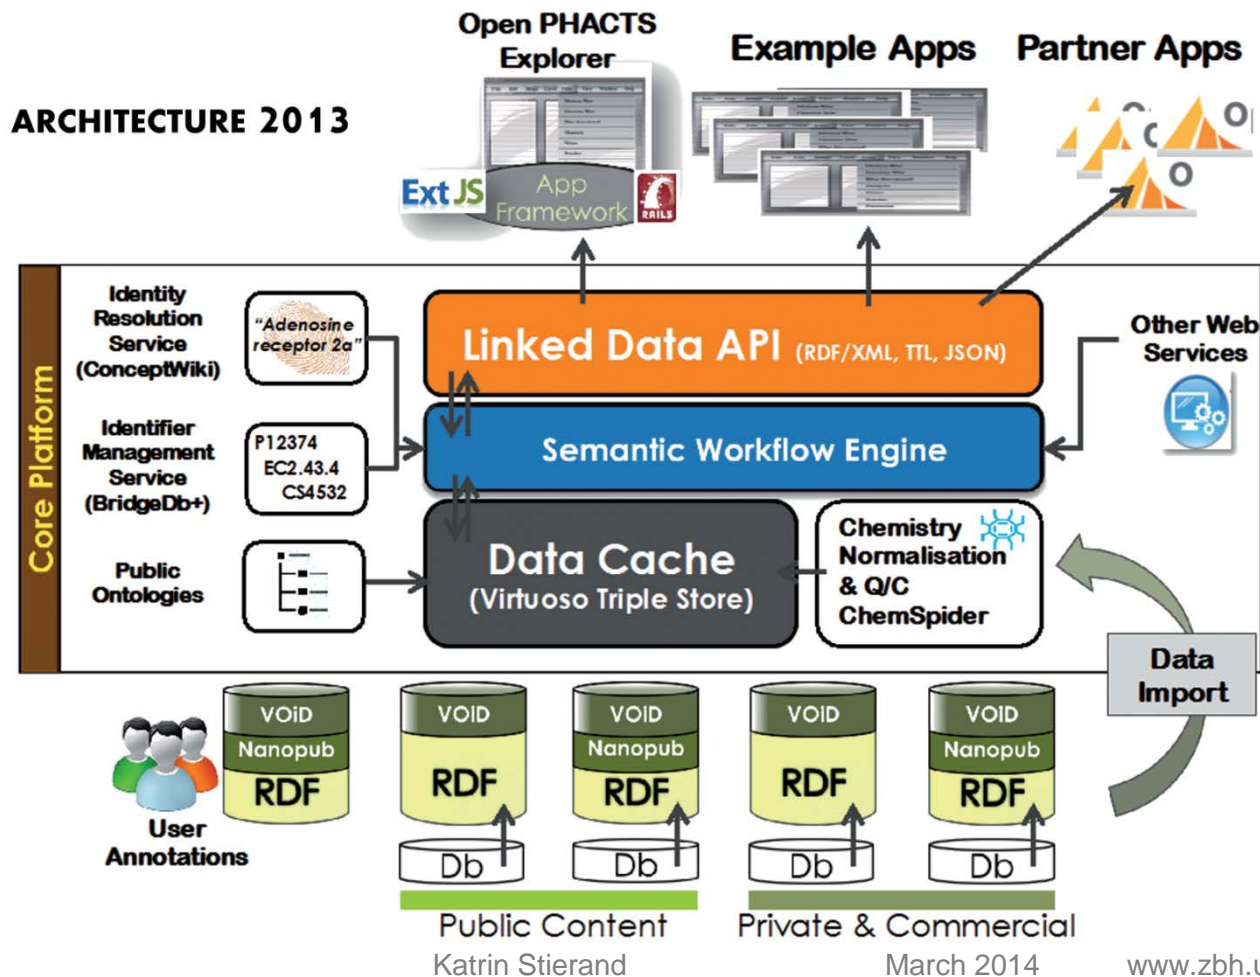 Open PHACTS
Explorer
Example Apps
Partner Apps
ARCHITECTURE 2013
Ext JS
App
Framework
RAILS
Core Platform
Identity
Resolution
Service
(ConceptWiki)
"Adenosine
receptor 2a"
Linked Data API (RDF/XML, TTL, JSON)
Other Web
Services
Identifier
Management
Service
(BridgeDb+)
P12374
EC2.43.4
CS4532
Semantic Workflow Engine
Public
Ontologies
Data Cache
(Virtuoso Triple Store)
Chemistry
Normalisation
& Q/C
ChemSpider
Data
Import
VOiD
Nanopub
RDF
VOID
RDF
VOID
Nanopub
RDF
VOID
RDF
VOID
Nanopub
RDF
User
Annotations
Db
Db
Db
Db
Public Content
Private & Commercial
Katrin Stierand
March 2014
www.zbh.u